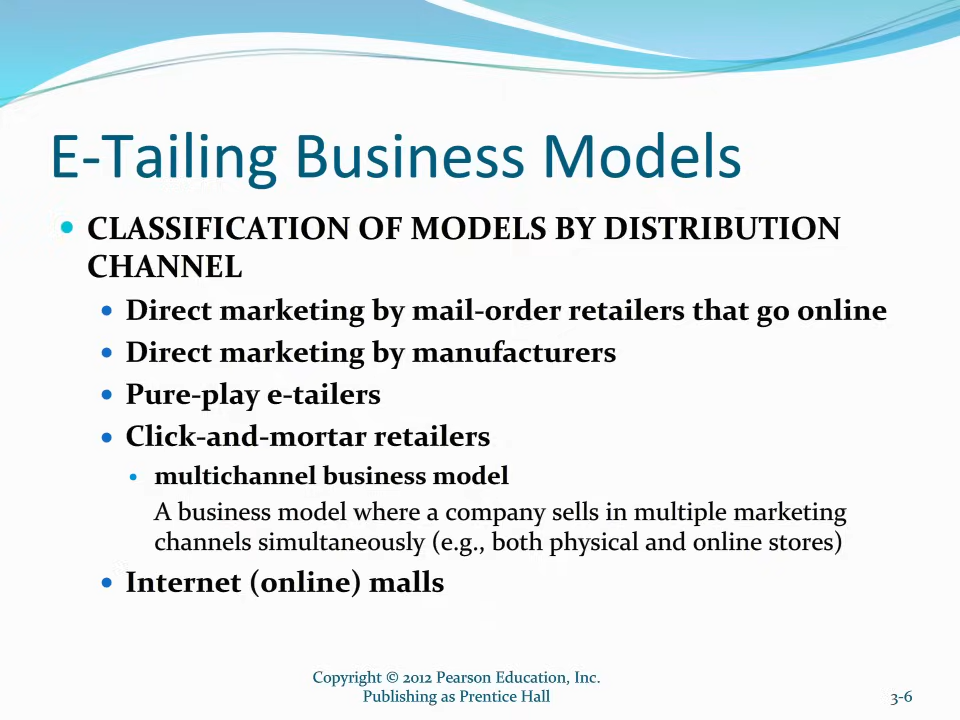 E-Tailing Business Models
• CLASSIFICATION OF MODELS BY DISTRIBUTION
CHANNEL
• Direct marketing by mail-order retailers that go online
• Direct marketing by manufacturers
• Pure-play e-tailers
• Click-and-mortar retailers
• multichannel business model
A business model where a company sells in multiple marketing
channels simultaneously (e.g., both physical and online stores)
• Internet (online) malls
Copyright © 2012 Pearson Education, Inc.
Publishing as Prentice Hall
3-6